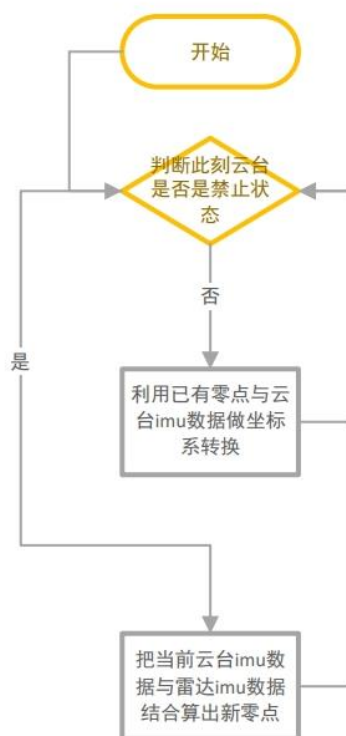 开始
判断此刻云台
是否是禁止状
态
否
是
利用已有零点与云
台imu数据做坐标
系转换
把当前云台imu数
据与雷达imu数据
结合算出新零点